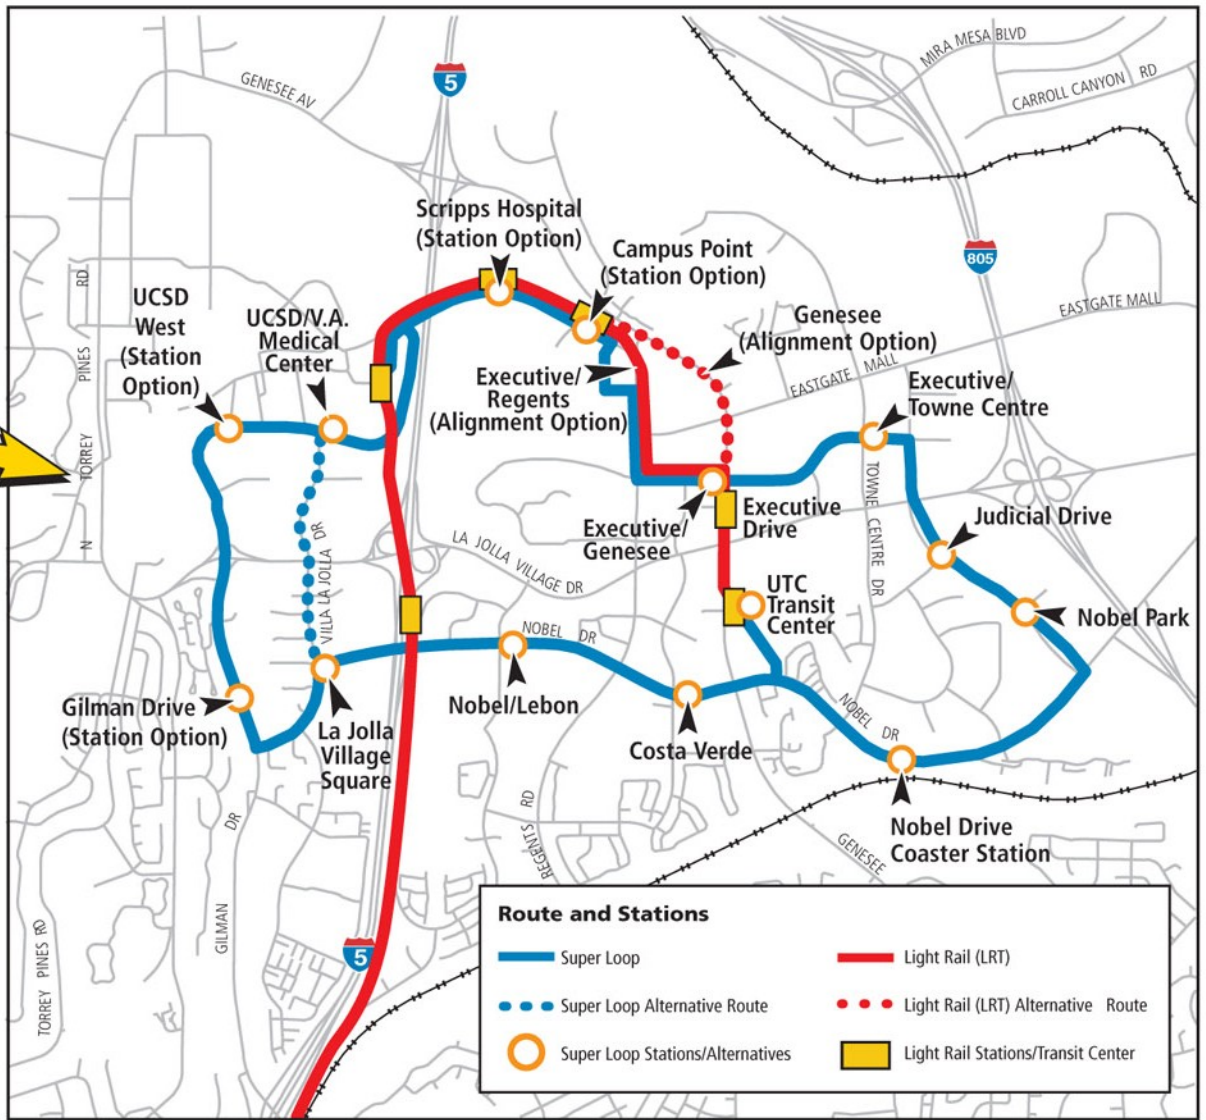 MIRA MESA BLVD
CARROLL CANYON RD
GENESEE AV
5
Scripps Hospital
(Station Option)
Campus Point
(Station Option)
805
EASTGATE MALL
UCSD
West
(Station
Option)
UCSD/V.A.
Medical
Center
Genesee
(Alignment Option)
EASTGATE MALL
Executive/
Regents
(Alignment Option)
Executive/
Towne Centre
N TORREY PINES RD
TOWNE CENTRE DR
Executive
Drive
Executive/
Genesee
Judicial Drive
LA JOLLA VILLAGE DR
VILLA LA JOLLA DR
UTC
Transit
Center
Nobel Park
NOBEL DR
Gilman Drive
(Station Option)
Nobel/Lebon
La Jolla
Village
Square
Costa Verde
NOBEL DR
Nobel Drive
Coaster Station
REGENTS RD
GENESEE
GILMAN DR
TORREY PINES RD
5
Route and Stations
Super Loop
Light Rail (LRT)
Super Loop Alternative Route
Light Rail (LRT) Alternative Route
Super Loop Stations/Alternatives
Light Rail Stations/Transit Center